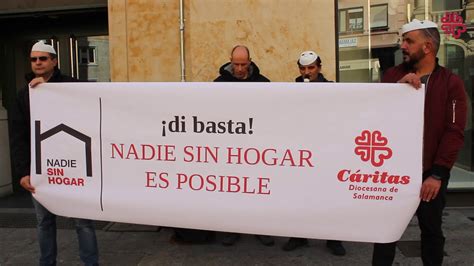 ¡di basta!
NADIE SIN HOGAR
ES POSIBLE
NADIE
SIN
HOGAR
Cáritas
Diocesana de
Salamanca